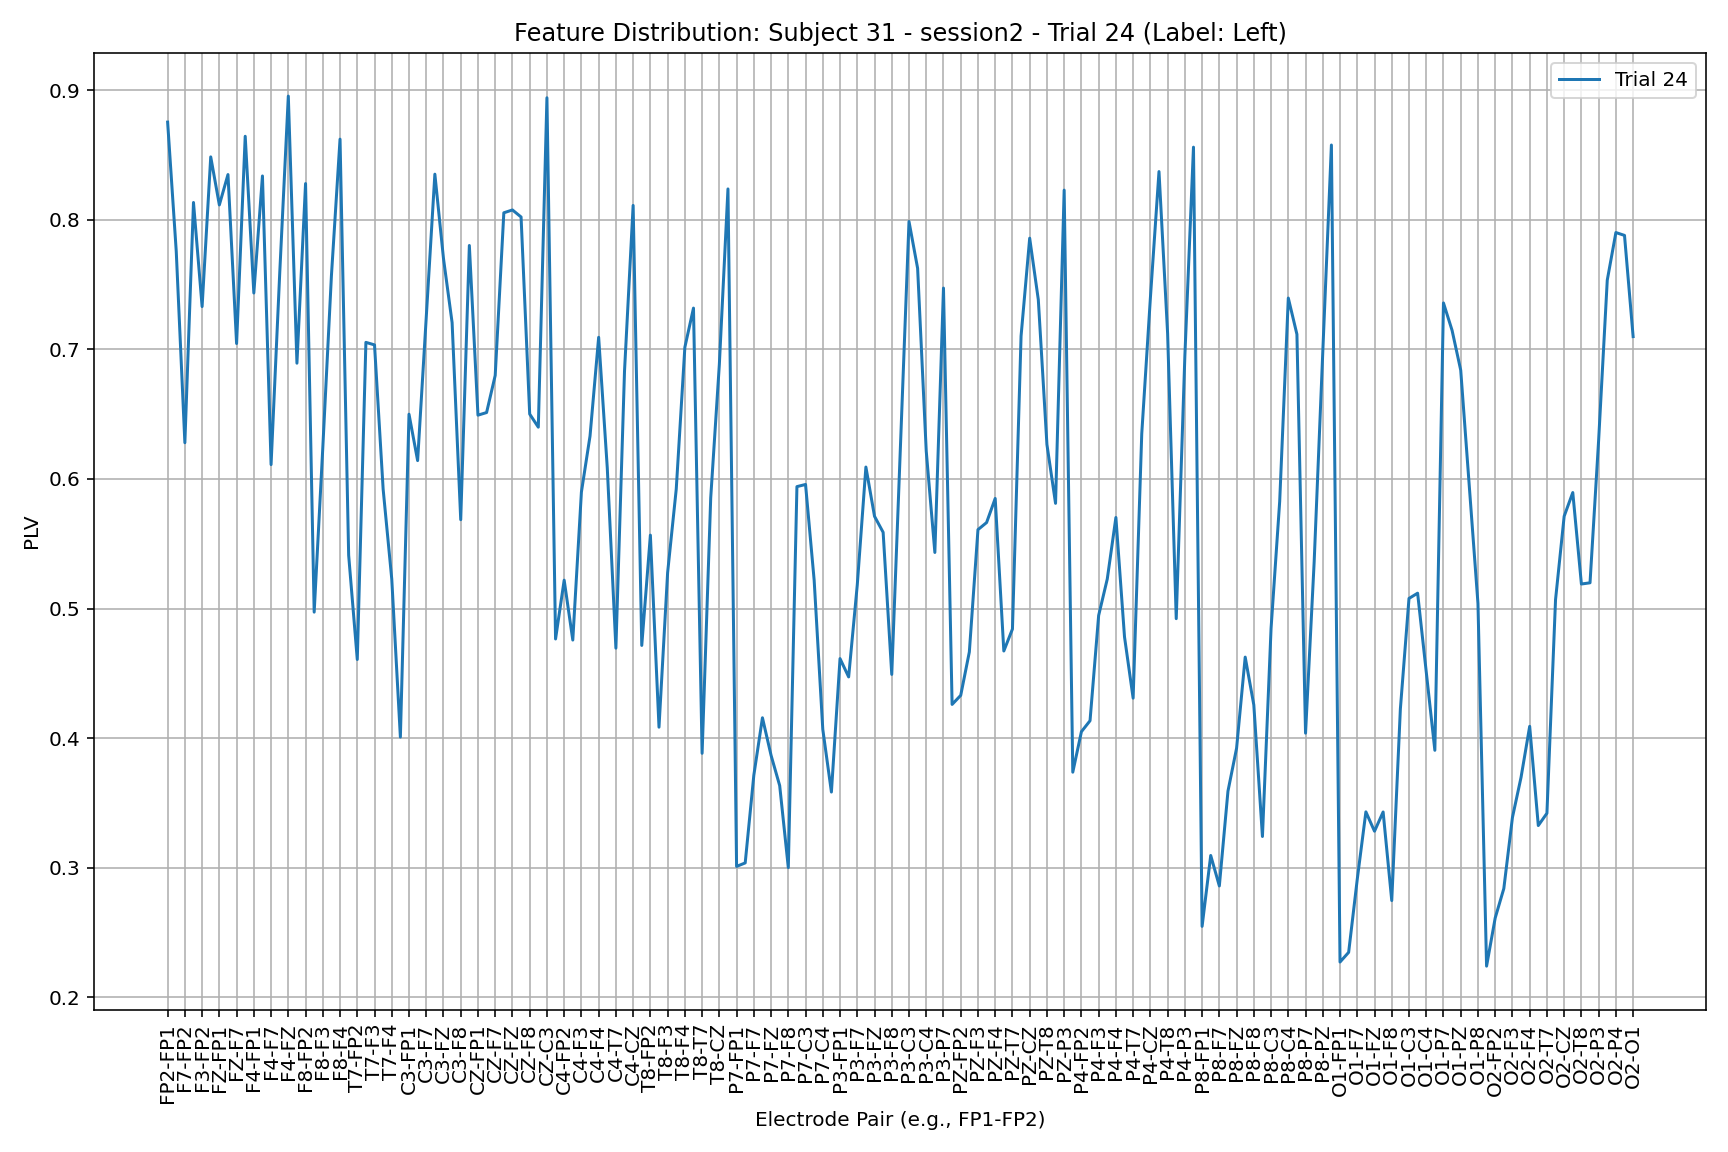 Feature Distribution: Subject 31 - session2 - Trial 24 (Label: Left)
Trial 24
0.9
0.8
0.7
0.6
0.5
0.4
0.3
0.2
PLV
FP2-FP1
F7-FP2
F3-FP2
FZ-FP1
FZ-F7
F4-FP1
F4-F7
F4-FZ
F8-FP2
F8-F3
F8-F4
T7-FP2
T7-F3
T7-F4
C3-FP1
C3-F7
C3-FZ
C3-F8
CZ-FP1
CZ-F7
CZ-FZ
CZ-F8
CZ-C3
C4-FP2
C4-F3
C4-F4
C4-T7
C4-CZ
T8-FP2
T8-F3
T8-F4
T8-T7
T8-CZ
P7-FP1
P7-F7
P7-FZ
P7-F8
P7-C3
P7-C4
P3-FP1
P3-F7
P3-FZ
P3-F8
P3-C3
P3-C4
P3-P7
PZ-FP2
PZ-F3
PZ-F4
PZ-T7
PZ-CZ
PZ-T8
PZ-P3
P4-FP2
P4-F3
P4-F4
P4-T7
P4-CZ
P4-T8
P4-P3
P8-FP1
P8-F7
P8-FZ
P8-F8
P8-C3
P8-C4
P8-P7
P8-PZ
O1-FP1
O1-F7
O1-FZ
O1-F8
O1-C3
O1-C4
O1-P7
O1-PZ
O1-P8
O2-FP2
O2-F3
O2-F4
O2-T7
O2-CZ
O2-T8
O2-P3
O2-P4
O2-O1
Electrode Pair (e.g., FP1-FP2)